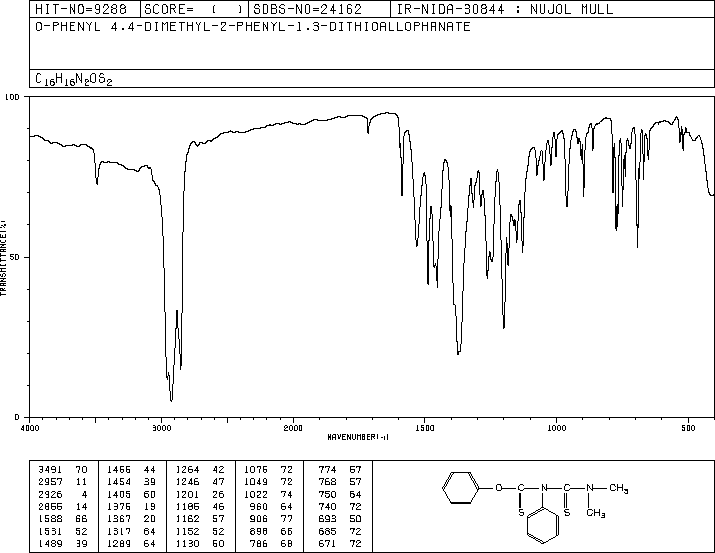 HIT-NO=9288 SCORE= ( ) SDBS-NO=24162 IR-NIDA-30844 : NUJOL MULL
O-PHENYL 4,4-DIMETHYL-2-PHENYL-1,3-DITHIOALLOPHANATE
C16H16N2OS2
100
50
0
TRANSMITTANCE(%)
4000 3000 2000 1500 1000 500
WAVENUMBER(-1)
3491 70 1466 44 1264 42 1076 72 774 57
2957 11 1454 39 1246 47 1049 72 768 57
2926 4 1405 60 1201 26 1022 74 750 64
2855 14 1376 19 1186 46 960 64 740 72
1588 66 1367 20 1162 57 906 77 693 50
1531 52 1317 64 1152 52 898 66 685 72
1489 39 1289 64 1130 50 786 68 671 72
O C N C N CH3
S S CH3